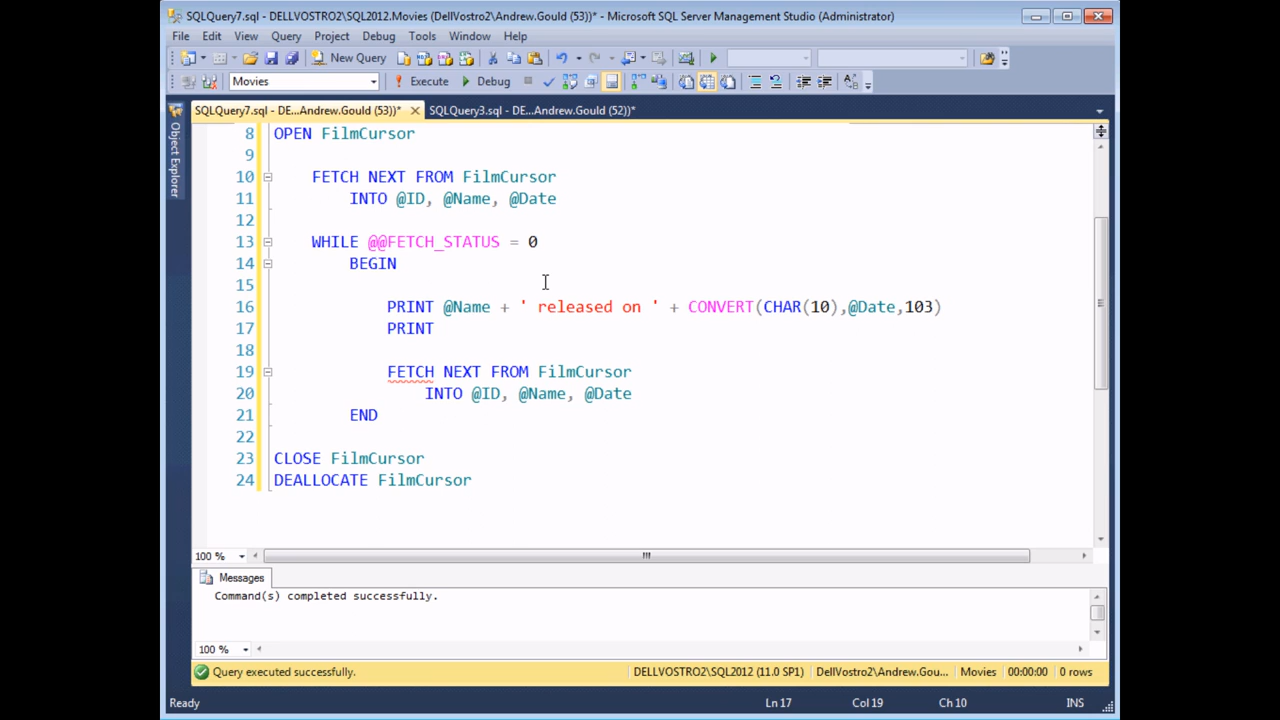 SQLQuery7.sql - DELLVOSTRO2\SQL2012.Movies (DellVostro2\Andrew.Gould (53))* - Microsoft SQL Server Management Studio (Administrator)
File Edit View Query Project Debug Tools Window Help
New Query
Movies Execute Debug
SQLQuery7.sql - DE...Andrew.Gould (53))* SQLQuery3.sql - DE...Andrew.Gould (52))*
Object Explorer
8 OPEN FilmCursor
9
10 FETCH NEXT FROM FilmCursor
11 INTO @ID, @Name, @Date
12
13 WHILE @@FETCH_STATUS = 0
14 BEGIN
15
16 PRINT @Name + ' released on ' + CONVERT(CHAR(10),@Date,103)
17 PRINT
18
19 FETCH NEXT FROM FilmCursor
20 INTO @ID, @Name, @Date
21 END
22
23 CLOSE FilmCursor
24 DEALLOCATE FilmCursor
100 %
Messages
Command(s) completed successfully.
100 %
Query executed successfully. DELLVOSTRO2\SQL2012 (11.0 SP1) DellVostro2\Andrew.Gou... Movies 00:00:00 0 rows
Ready Ln 17 Col 19 Ch 10 INS